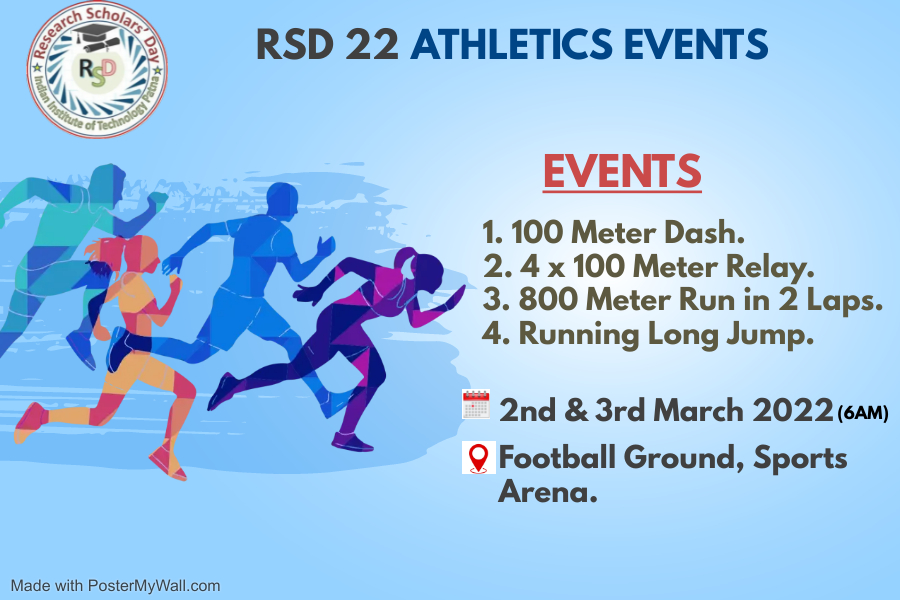 Research Scholars' Day
RSD
Indian Institute of Technology Patna
RSD 22 ATHLETICS EVENTS
EVENTS
1. 100 Meter Dash.
2. 4 x 100 Meter Relay.
3. 800 Meter Run in 2 Laps.
4. Running Long Jump.
2nd & 3rd March 2022 (6AM)
Football Ground, Sports
Arena.
Made with PosterMyWall.com